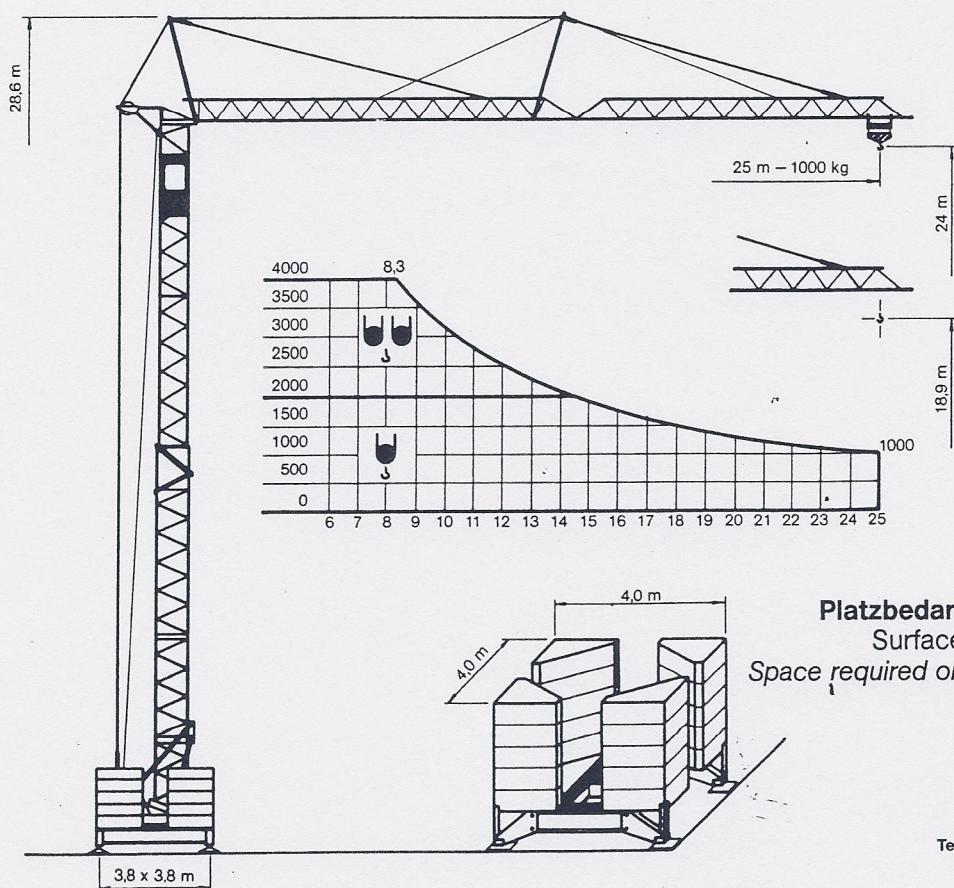 28,6 m
25 m – 1000 kg
24 m
18,9 m
8,3
4000
3500
3000
2500
2000
1500
1000
500
0
1000
6 7 8 9 10 11 12 13 14 15 16 17 18 19 20 21 22 23 24 25
4,0 m
4,0 m
Platzbedar
Surface
Space required o
Te
3,8 x 3,8 m